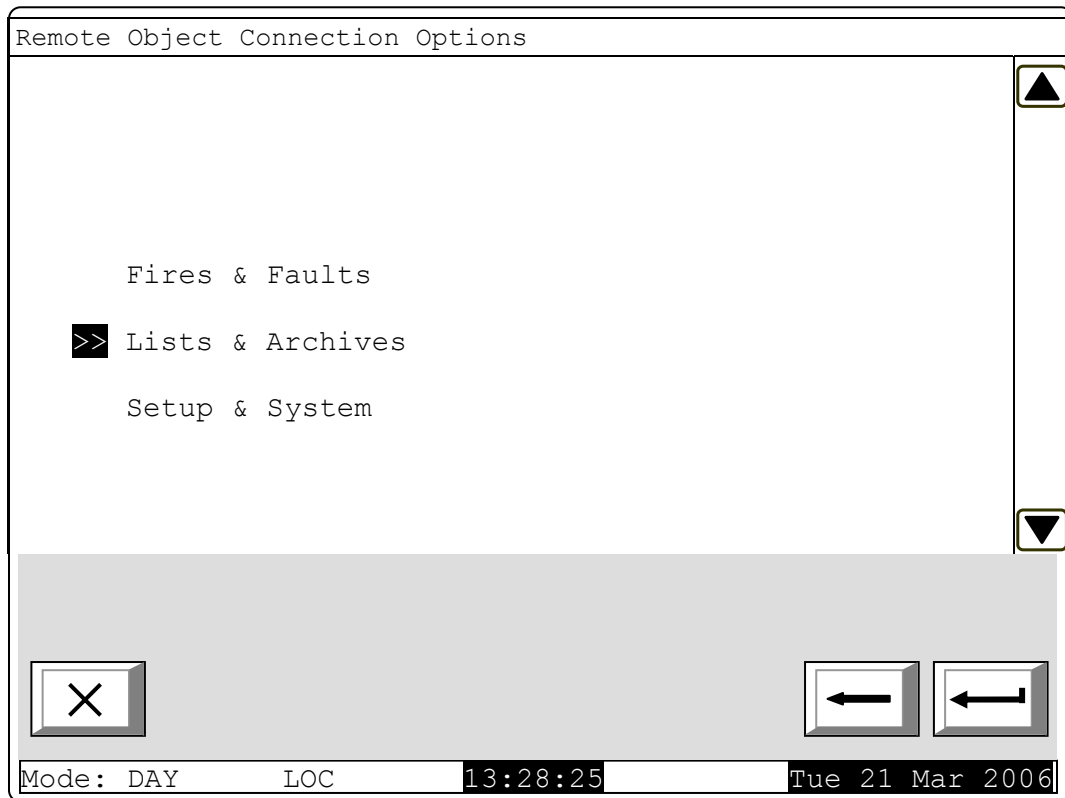 Remote Object Connection Options
Fires & Faults
>> Lists & Archives
Setup & System
Mode: DAY LOC 13:28:25 Tue 21 Mar 2006